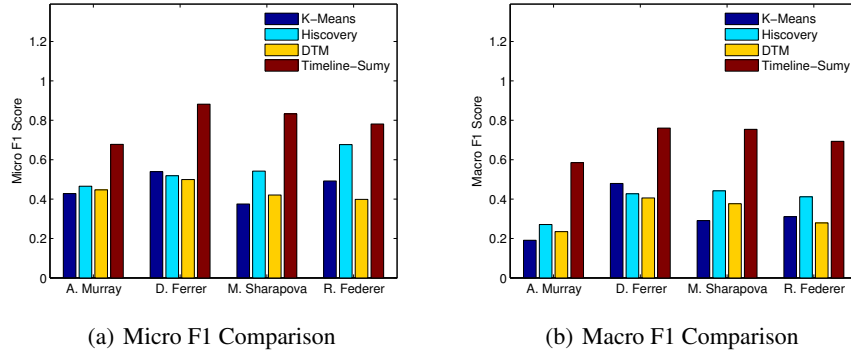 K-Means
Hiscovery
DTM
Timeline-Sumy
Micro F1 Score
1.2
1
0.8
0.6
0.4
0.2
0
A. Murray D. Ferrer M. Sharapova R. Federer
(a) Micro F1 Comparison
K-Means
Hiscovery
DTM
Timeline-Sumy
Macro F1 Score
1.2
1
0.8
0.6
0.4
0.2
0
A. Murray D. Ferrer M. Sharapova R. Federer
(b) Macro F1 Comparison